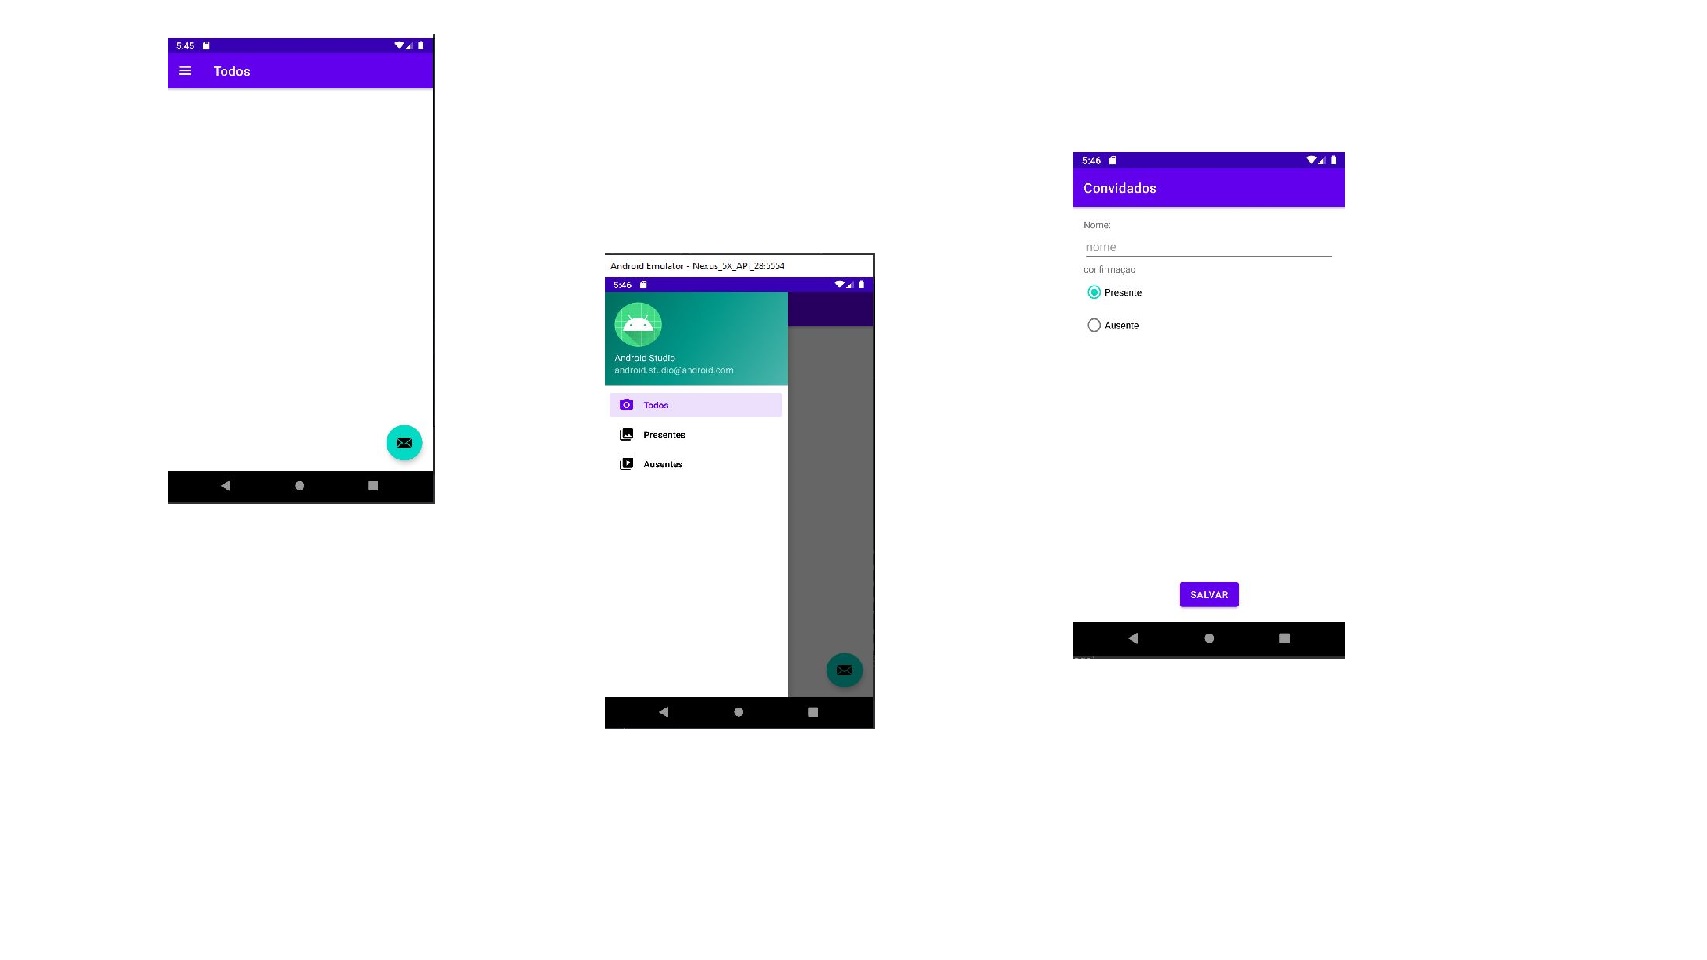 5:45
Todos
Android Emulator - Nexus_5X_API_28:5554
5:46
Android Studio
android.studio@android.com
Todos
Presentes
Ausentes
5:46
Convidados
Nome:
nome
confirmação
Presente
Ausente
SALVAR